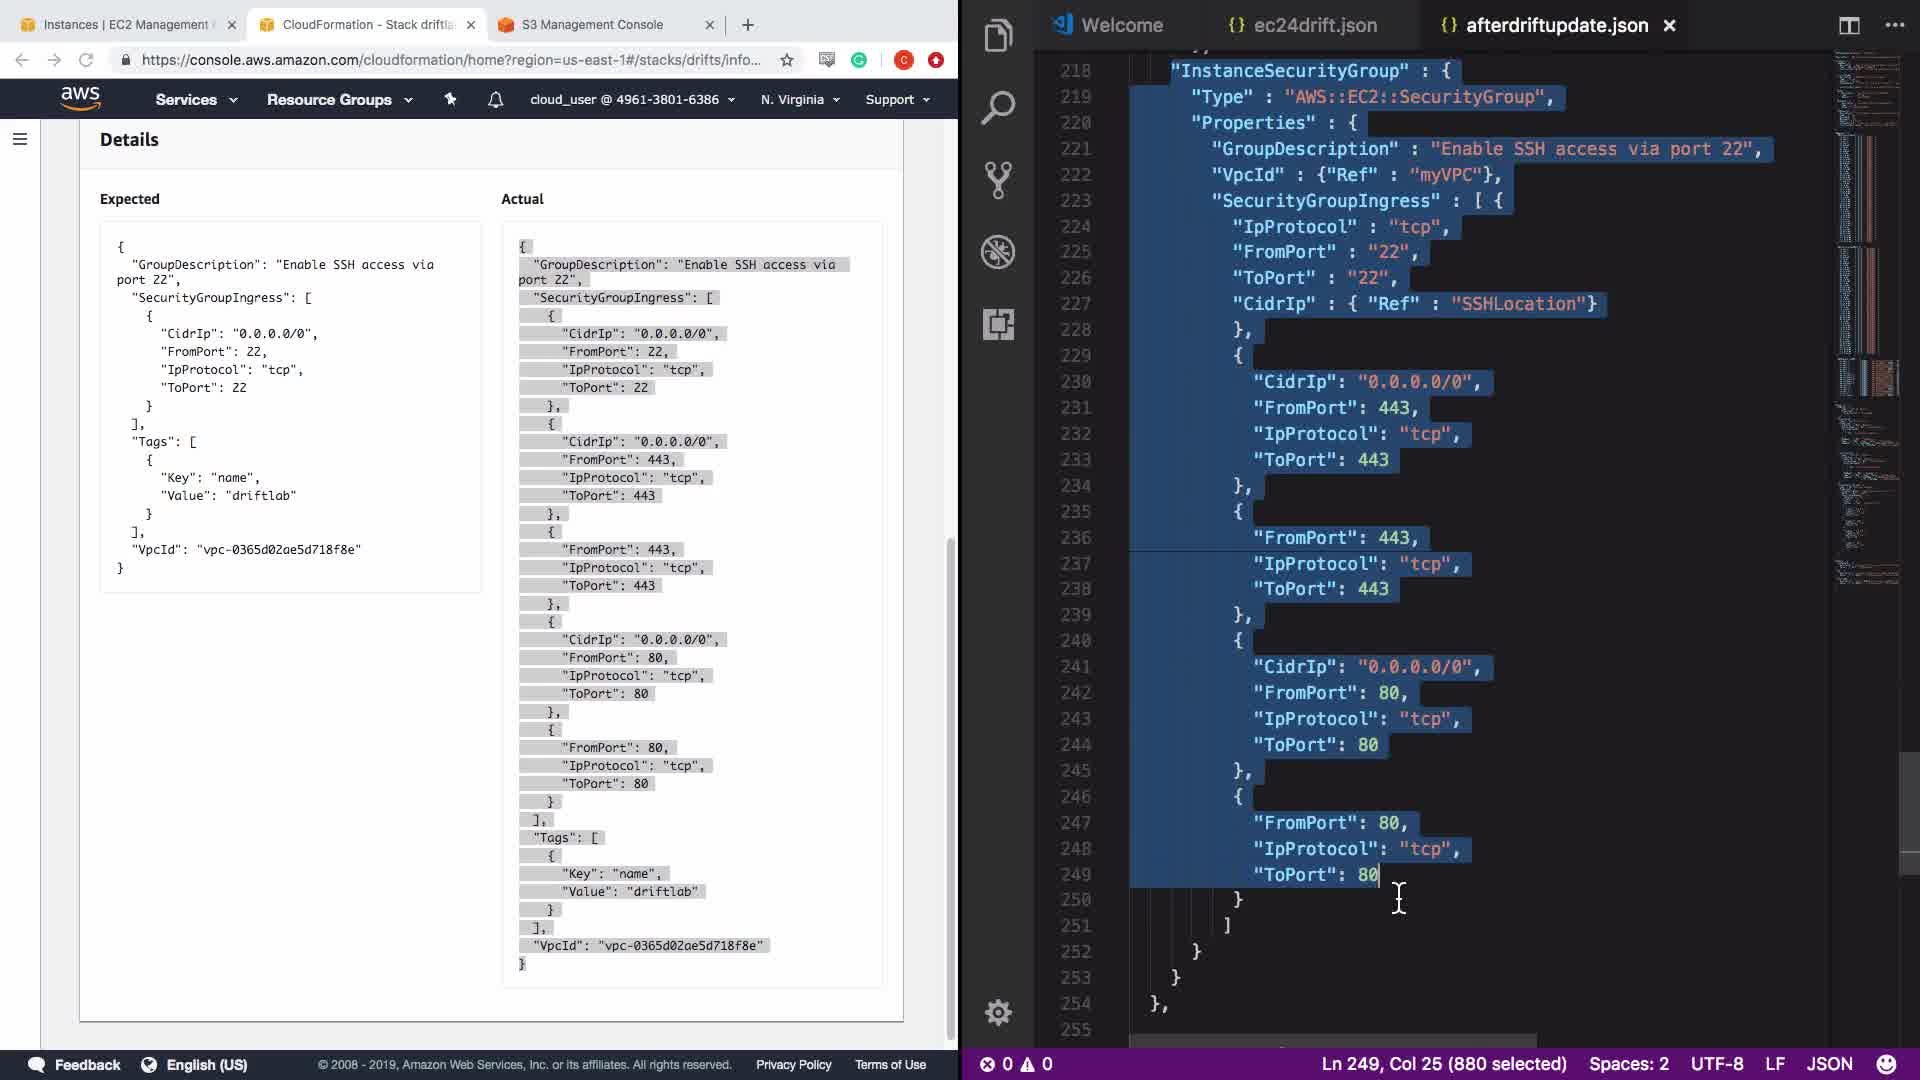 Instances | EC2 Management
CloudFormation - Stack driftla
S3 Management Console
https://console.aws.amazon.com/cloudformation/home?region=us-east-1#/stacks/drifts/info...
C
aws
Services
Resource Groups
cloud_user @ 4961-3801-6386
N. Virginia
Support
Details
Expected
{
"GroupDescription": "Enable SSH access via
port 22",
"SecurityGroupIngress": [
{
"CidrIp": "0.0.0.0/0",
"FromPort": 22,
"IpProtocol": "tcp",
"ToPort": 22
}
],
"Tags": [
{
"Key": "name",
"Value": "driftlab"
}
],
"VpcId": "vpc-0365d02ae5d718f8e"
}
Actual
{
"GroupDescription": "Enable SSH access via
port 22",
"SecurityGroupIngress": [
{
"CidrIp": "0.0.0.0/0",
"FromPort": 22,
"IpProtocol": "tcp",
"ToPort": 22
},
{
"CidrIp": "0.0.0.0/0",
"FromPort": 443,
"IpProtocol": "tcp",
"ToPort": 443
},
{
"FromPort": 443,
"IpProtocol": "tcp",
"ToPort": 443
},
{
"CidrIp": "0.0.0.0/0",
"FromPort": 80,
"IpProtocol": "tcp",
"ToPort": 80
},
{
"FromPort": 80,
"IpProtocol": "tcp",
"ToPort": 80
}
],
"Tags": [
{
"Key": "name",
"Value": "driftlab"
}
],
"VpcId": "vpc-0365d02ae5d718f8e"
}
Feedback
English (US)
© 2008 - 2019, Amazon Web Services, Inc. or its affiliates. All rights reserved.
Privacy Policy
Terms of Use
Welcome
{} ec24drift.json
{} afterdriftupdate.json
218 "InstanceSecurityGroup" : {
219 "Type" : "AWS::EC2::SecurityGroup",
220 "Properties" : {
221 "GroupDescription" : "Enable SSH access via port 22",
222 "VpcId" : {"Ref" : "myVPC"},
223 "SecurityGroupIngress" : [ {
224 "IpProtocol" : "tcp",
225 "FromPort" : "22",
226 "ToPort" : "22",
227 "CidrIp" : { "Ref" : "SSHLocation"}
228 },
229 {
230 "CidrIp": "0.0.0.0/0",
231 "FromPort": 443,
232 "IpProtocol": "tcp",
233 "ToPort": 443
234 },
235 {
236 "FromPort": 443,
237 "IpProtocol": "tcp",
238 "ToPort": 443
239 },
240 {
241 "CidrIp": "0.0.0.0/0",
242 "FromPort": 80,
243 "IpProtocol": "tcp",
244 "ToPort": 80
245 },
246 {
247 "FromPort": 80,
248 "IpProtocol": "tcp",
249 "ToPort": 80
250 }
251 ]
252 }
253 }
254 },
255
0 0
Ln 249, Col 25 (880 selected)
Spaces: 2
UTF-8
LF
JSON